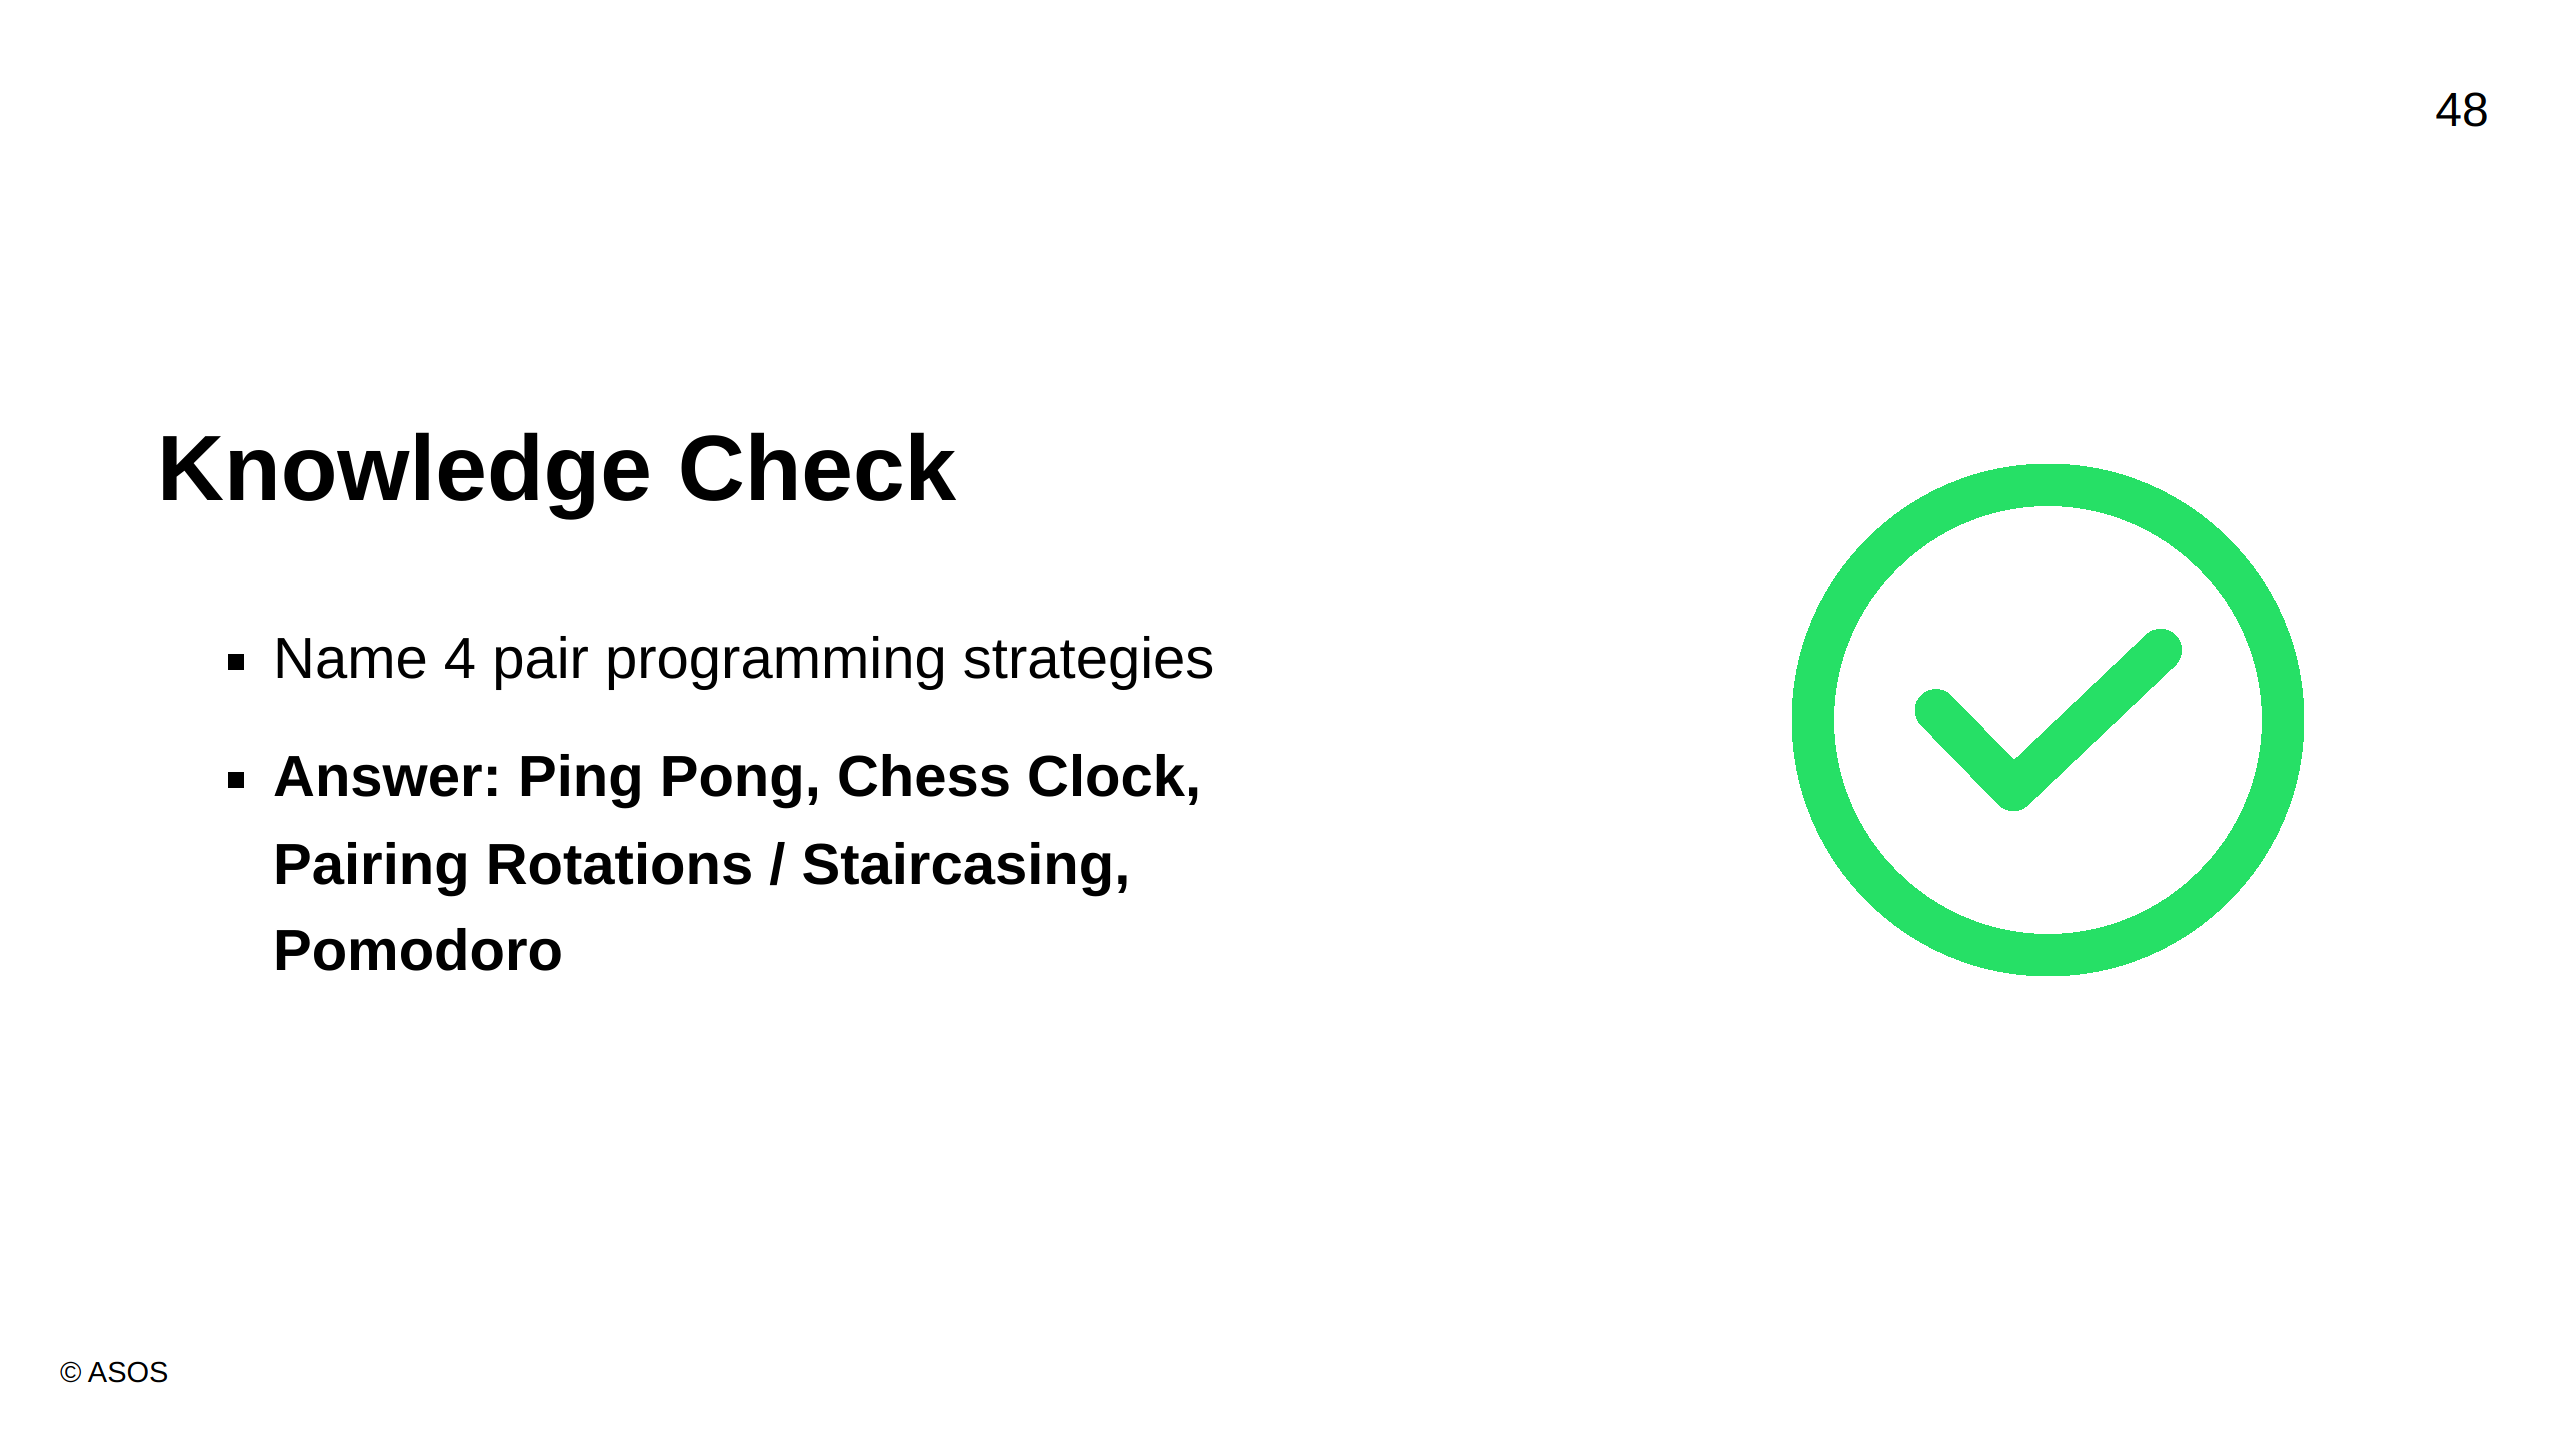 48
Knowledge Check
▪ Name 4 pair programming strategies
▪ Answer: Ping Pong, Chess Clock,
Pairing Rotations / Staircasing,
Pomodoro
© ASOS